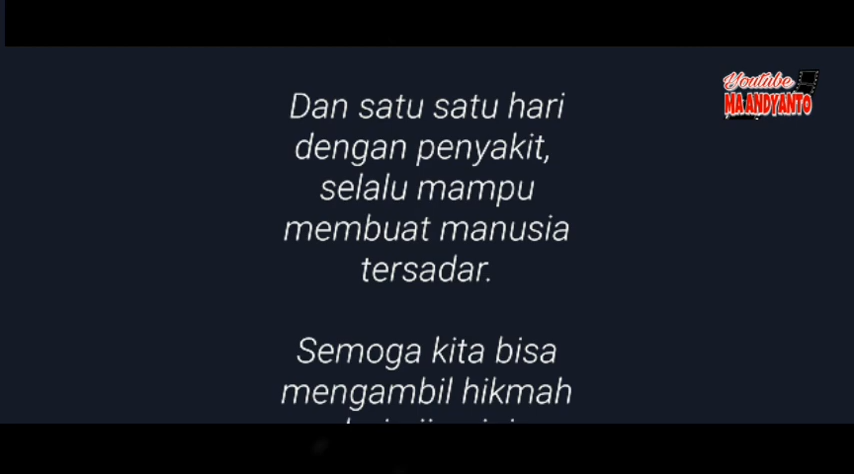 Youtube
MA ANDYANTO
Dan satu satu hari
dengan penyakit,
selalu mampu
membuat manusia
tersadar.
Semoga kita bisa
mengambil hikmah